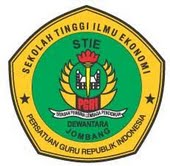 SEKOLAH TINGGI ILMU EKONOMI
STIE
PGRI
DEWANTARA
JOMBANG
PERSATUAN GURU REPUBLIK INDONESIA